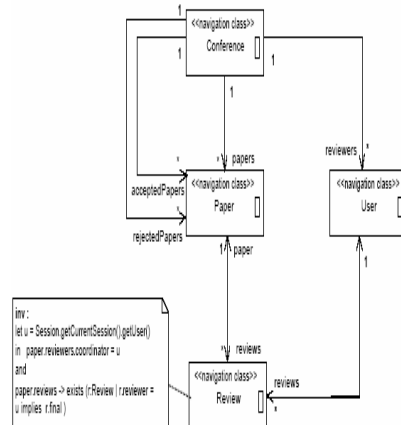 1
<<navigation class>>
Conference
1
1
1
* * papers
reviewers *
<<navigation class>>
Paper
acceptedPapers
*
rejectedPapers
<<navigation class>>
User
1 paper
1
inv :
let u = Session.getCurrentSession().getUser()
in paper.reviewers.coordinator = u
and
paper.reviews -> exists (r:Review | r.reviewer =
u implies r.final )
* reviews
<<navigation class>>
Review
reviews
*